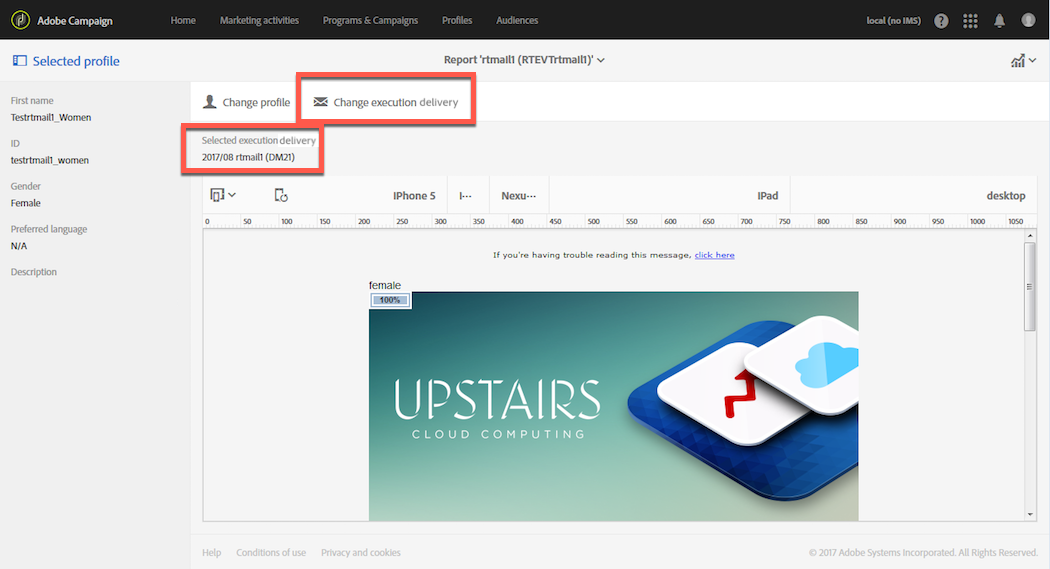 Adobe Campaign Home Marketing activities Programs & Campaigns Profiles Audiences local (no IMS) ?
Selected profile Report 'rtmail1 (RTEVTrtmail1)'
First name
Testrtmail1_Women
ID
testrtmail1_women
Gender
Female
Preferred language
N/A
Description
Change profile Change execution delivery
Selected execution delivery
2017/08 rtmail1 (DM21)
IPhone 5 I··· Nexu··· IPad desktop
0 50 100 150 200 250 300 350 400 450 500 550 600 650 700 750 800 850 900 950 1000 1050
If you're having trouble reading this message, click here
female
100%
UPSTAIRS
CLOUD COMPUTING
Help Conditions of use Privacy and cookies © 2017 Adobe Systems Incorporated. All Rights Reserved.